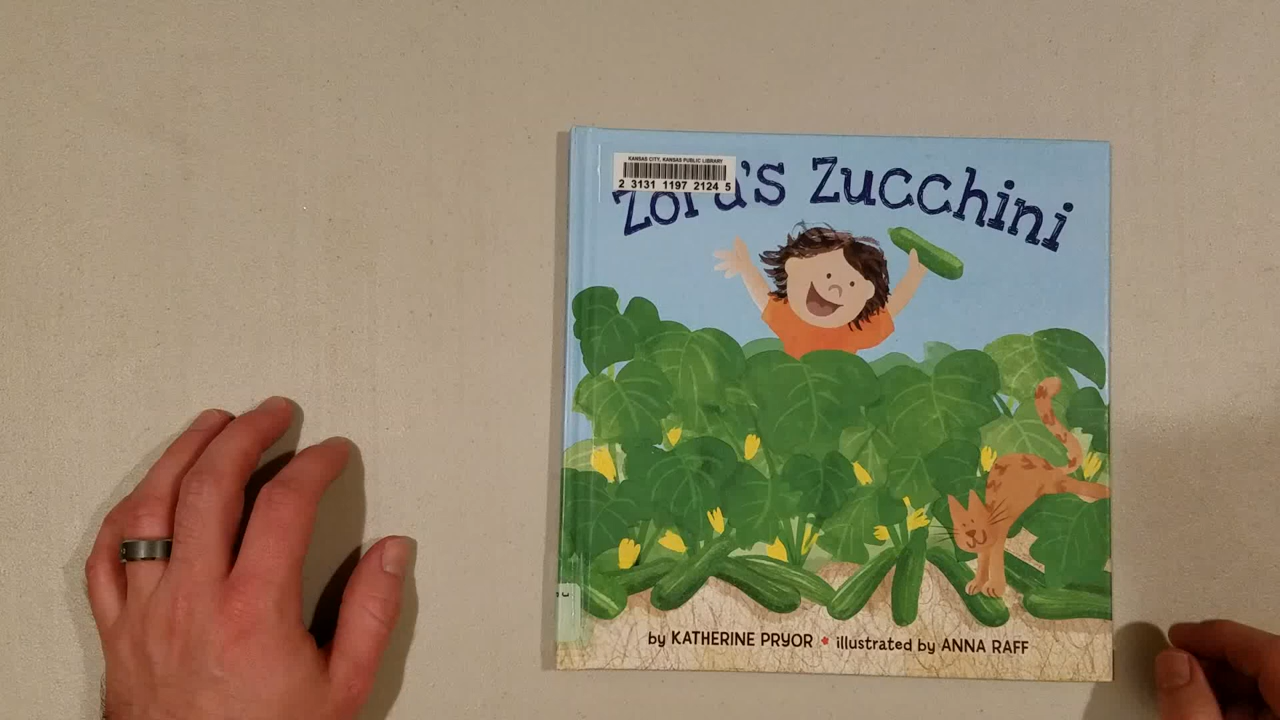 KANSAS CITY, KANSAS PUBLIC LIBRARY
2 3131 1197 2124 5
Zora's Zucchini
by KATHERINE PRYOR * illustrated by ANNA RAFF